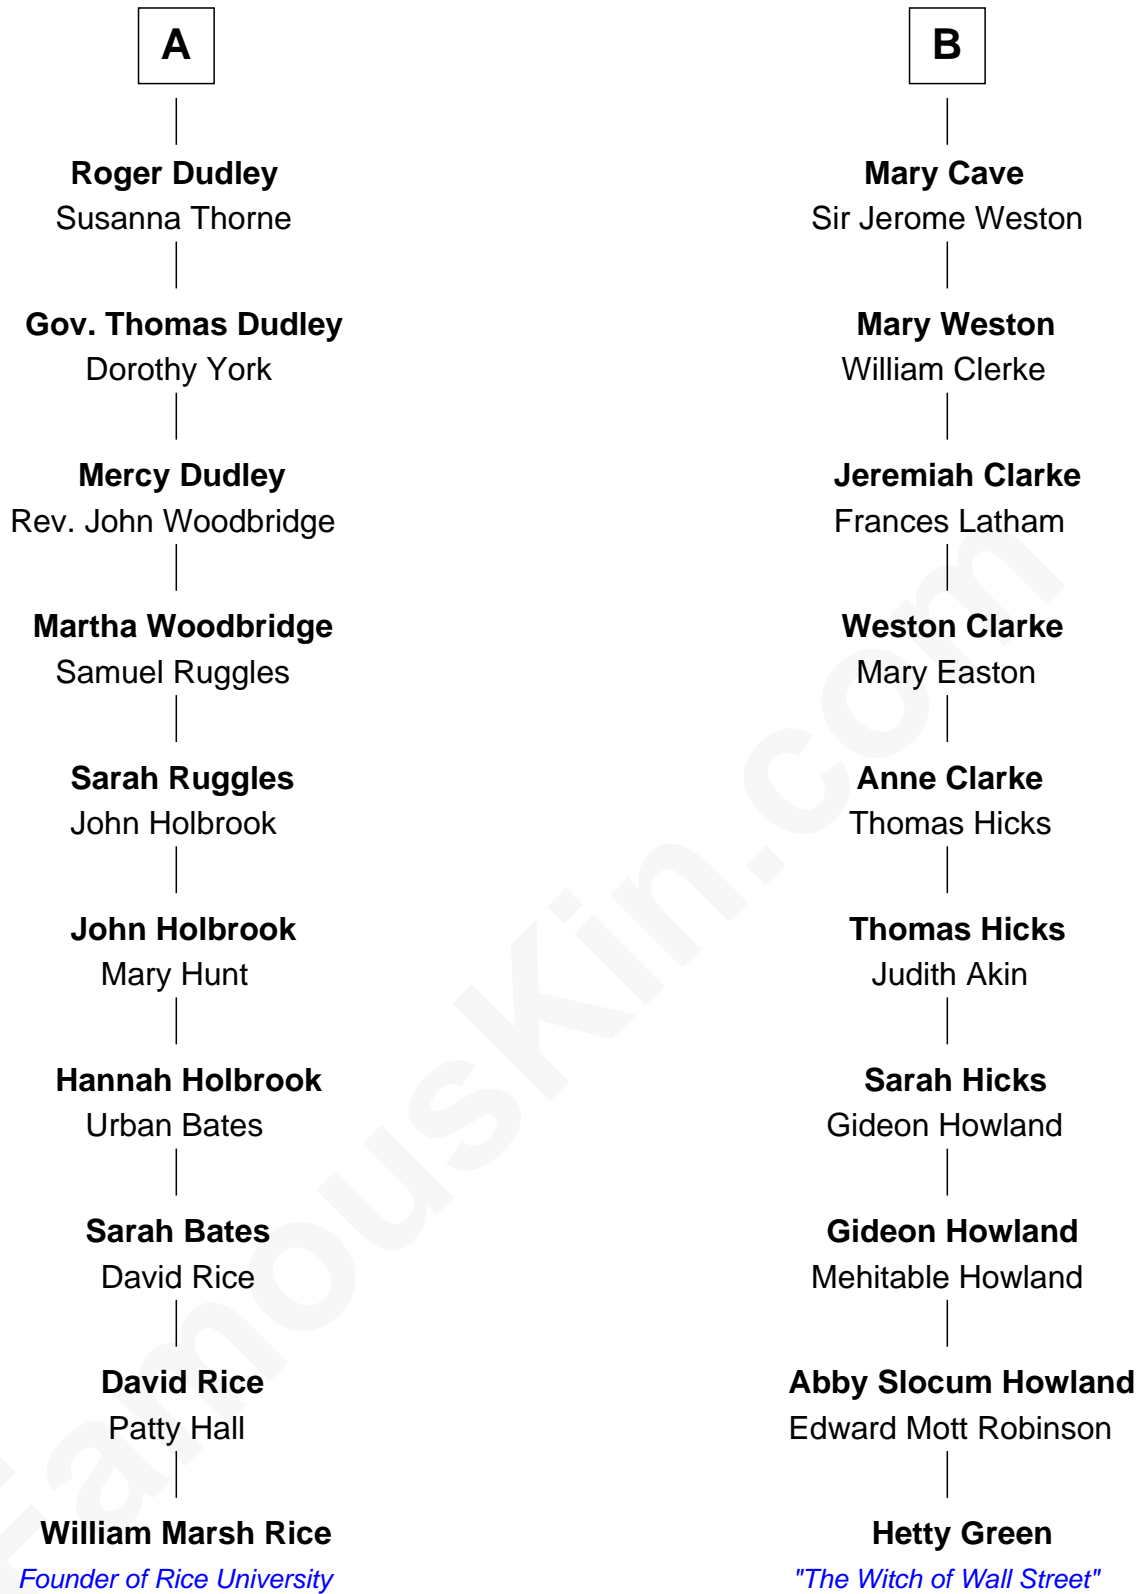 A
Roger Dudley
Susanna Thorne
Gov. Thomas Dudley
Dorothy York
Mercy Dudley
Rev. John Woodbridge
Martha Woodbridge
Samuel Ruggles
Sarah Ruggles
John Holbrook
John Holbrook
Mary Hunt
Hannah Holbrook
Urban Bates
Sarah Bates
David Rice
David Rice
Patty Hall
William Marsh Rice
Founder of Rice University
B
Mary Cave
Sir Jerome Weston
Mary Weston
William Clerke
Jeremiah Clarke
Frances Latham
Weston Clarke
Mary Easton
Anne Clarke
Thomas Hicks
Thomas Hicks
Judith Akin
Sarah Hicks
Gideon Howland
Gideon Howland
Mehitable Howland
Abby Slocum Howland
Edward Mott Robinson
Hetty Green
"The Witch of Wall Street"
FamousKin.com